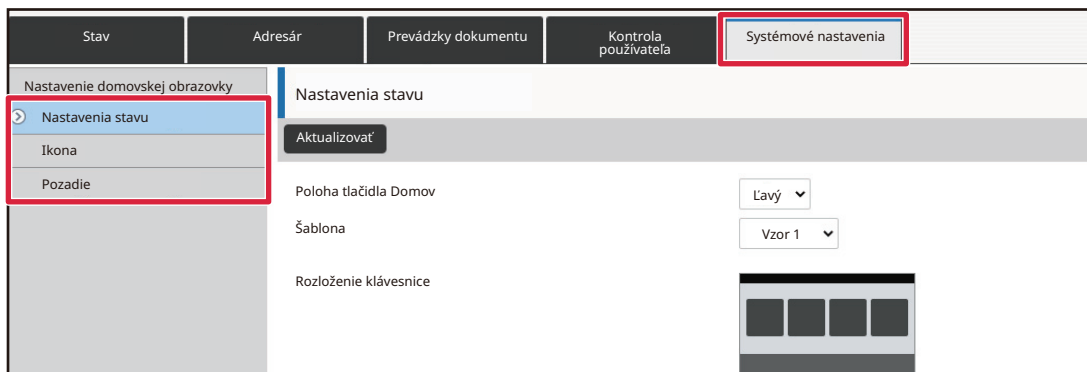 Stav
Adresár
Prevádzky dokumentu
Kontrola
používateľa
Systémové nastavenia
Nastavenie domovskej obrazovky
Nastavenia stavu
Ikona
Pozadie
Nastavenia stavu
Aktualizovať
Poloha tlačidla Domov
Ľavý
Šablona
Vzor 1
Rozloženie klávesnice